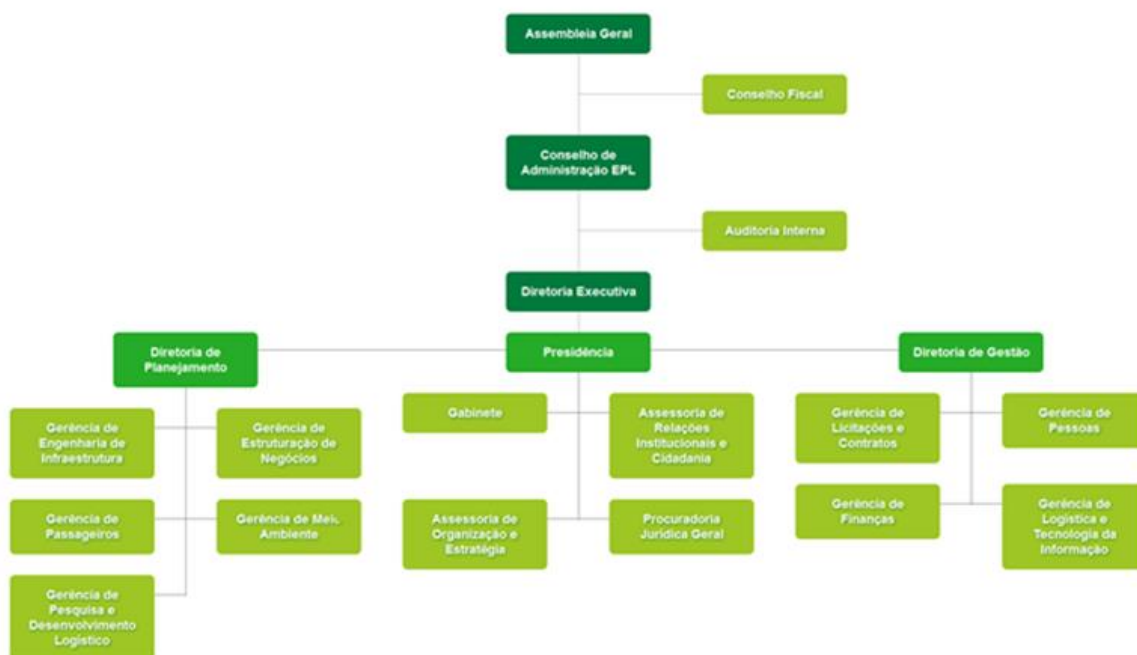 Assembleia Geral
Conselho Fiscal
Conselho de
Administração EPL
Auditoria Interna
Diretoria Executiva
Diretoria de
Planejamento
Presidência
Diretoria de Gestão
Gerência de
Engenharia de
Infraestrutura
Gerência de
Estruturação de
Negócios
Gabinete
Assessoria de
Relações
Institucionais e
Cidadania
Gerência de
Licitações e
Contratos
Gerência de
Pessoas
Gerência de
Passageiros
Gerência de Meio
Ambiente
Assessoria de
Organização e
Estratégia
Procuradoria
Jurídica Geral
Gerência de
Finanças
Gerência de
Logística e
Tecnologia da
Informação
Gerência de
Pesquisa e
Desenvolvimento
Logístico